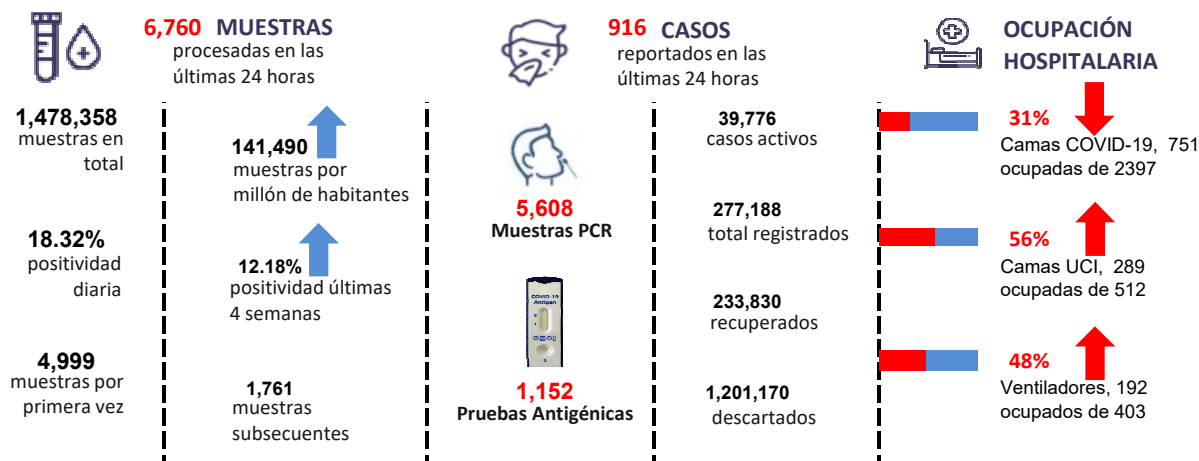 6,760 MUESTRAS
procesadas en las
últimas 24 horas
1,478,358
muestras en
total
18.32%
positividad
diaria
4,999
muestras por
primera vez
141,490
muestras por
millón de habitantes
12.18%
positividad últimas
4 semanas
1,761
muestras
subsecuentes
916 CASOS
reportados en las
últimas 24 horas
5,608
Muestras PCR
COVID-19
Antigen
1,152
Pruebas Antigénicas
39,776
casos activos
277,188
total registrados
233,830
recuperados
1,201,170
descartados
OCUPACIÓN
HOSPITALARIA
31%
Camas COVID-19, 751
ocupadas de 2397
56%
Camas UCI, 289
ocupadas de 512
48%
Ventiladores, 192
ocupados de 403